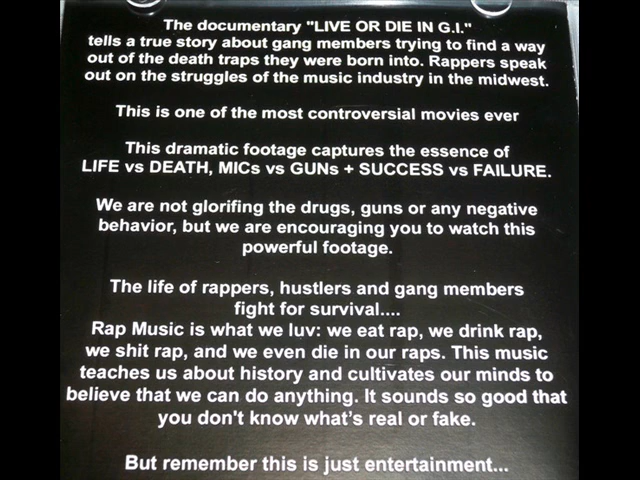 The documentary "LIVE OR DIE IN G.I."
tells a true story about gang members trying to find a way
out of the death traps they were born into. Rappers speak
out on the struggles of the music industry in the midwest.
This is one of the most controversial movies ever
This dramatic footage captures the essence of
LIFE vs DEATH, MICs vs GUNs + SUCCESS vs FAILURE.
We are not glorifing the drugs, guns or any negative
behavior, but we are encouraging you to watch this
powerful footage.
The life of rappers, hustlers and gang members
fight for survival....
Rap Music is what we luv: we eat rap, we drink rap,
we shit rap, and we even die in our raps. This music
teaches us about history and cultivates our minds to
believe that we can do anything. It sounds so good that
you don't know what's real or fake.
But remember this is just entertainment...